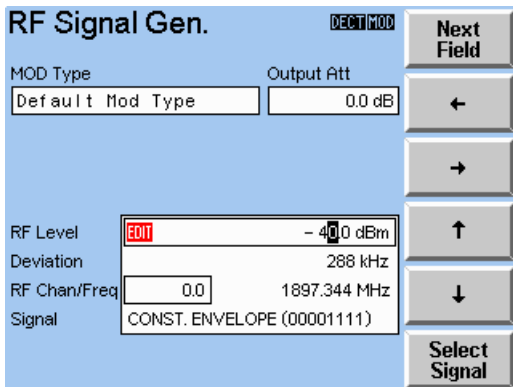 RF Signal Gen. DECT MOD
MOD Type Output Att
Default Mod Type 0.0 dB
RF Level EDIT – 40.0 dBm
Deviation 288 kHz
RF Chan/Freq 0.0 1897.344 MHz
Signal CONST. ENVELOPE (00001111)
Next
Field
←
→
↑
↓
Select
Signal